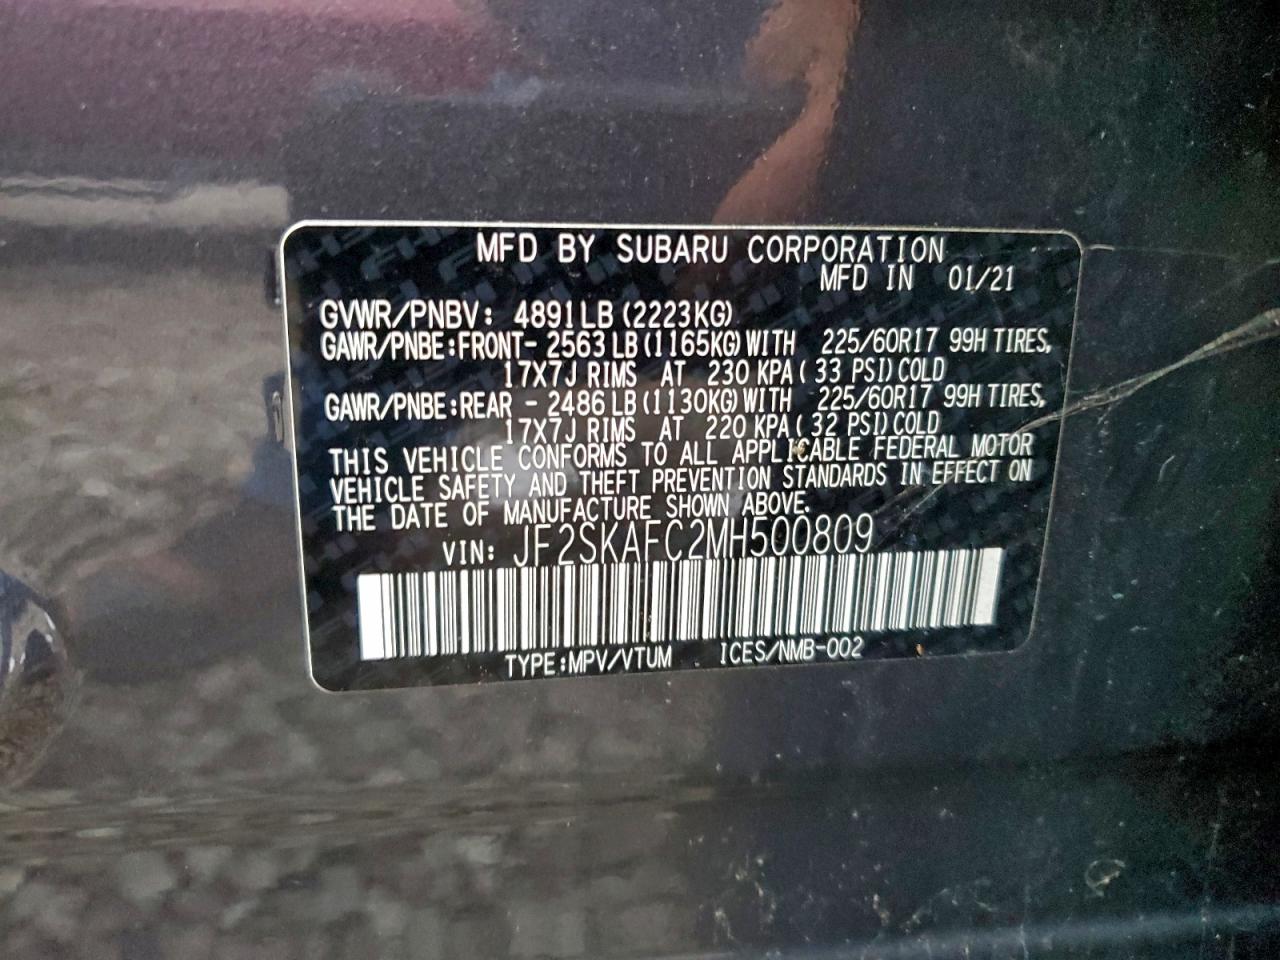 MFD BY SUBARU CORPORATION
MFD IN 01/21
GVWR/PNBV: 4891LB (2223KG)
GAWR/PNBE:FRONT- 2563 LB (1165KG) WITH 225/60R17 99H TIRES,
17X7J RIMS AT 230 KPA ( 33 PSI) COLD
GAWR/PNBE:REAR - 2486 LB (1130KG) WITH 225/60R17 99H TIRES,
17X7J RIMS AT 220 KPA ( 32 PSI) COLD
THIS VEHICLE CONFORMS TO ALL APPLICABLE FEDERAL MOTOR
VEHICLE SAFETY AND THEFT PREVENTION STANDARDS IN EFFECT ON
THE DATE OF MANUFACTURE SHOWN ABOVE.
VIN: JF2SKAFC2MH500809
TYPE:MPV/VTUM ICES/NMB-002